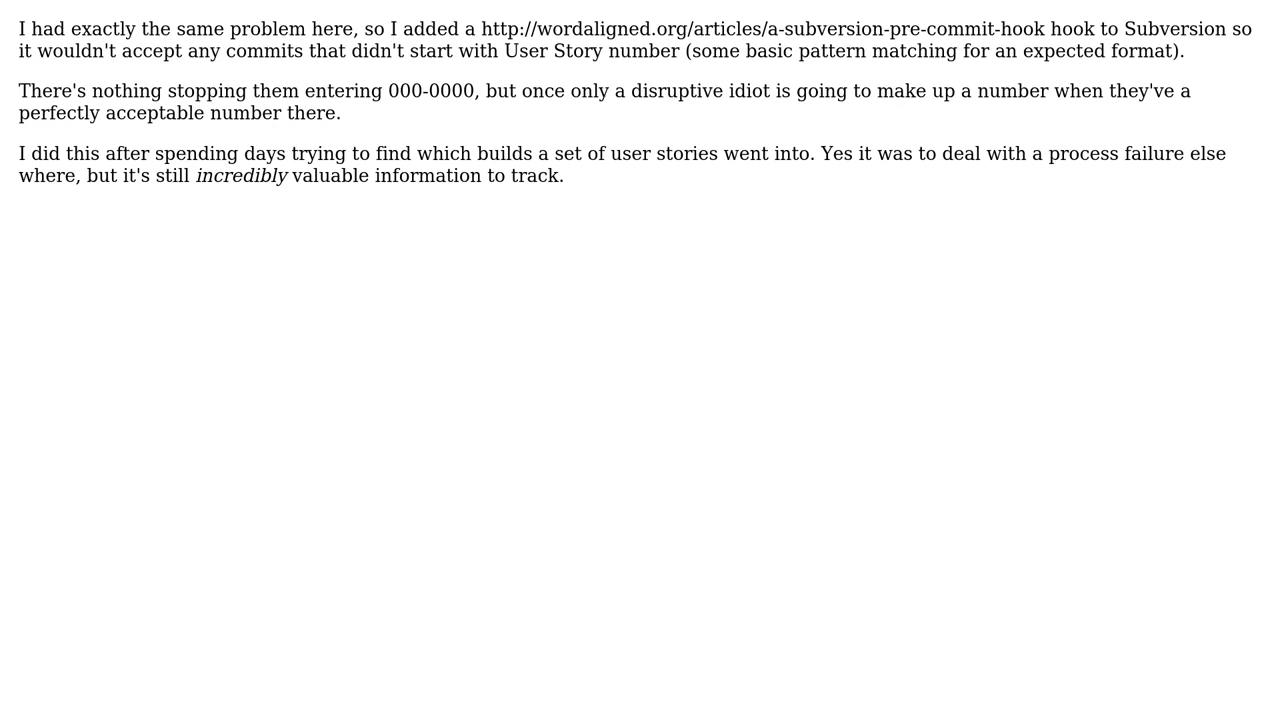 I had exactly the same problem here, so I added a http://wordaligned.org/articles/a-subversion-pre-commit-hook hook to Subversion so
it wouldn't accept any commits that didn't start with User Story number (some basic pattern matching for an expected format).
There's nothing stopping them entering 000-0000, but once only a disruptive idiot is going to make up a number when they've a
perfectly acceptable number there.
I did this after spending days trying to find which builds a set of user stories went into. Yes it was to deal with a process failure else
where, but it's still incredibly valuable information to track.